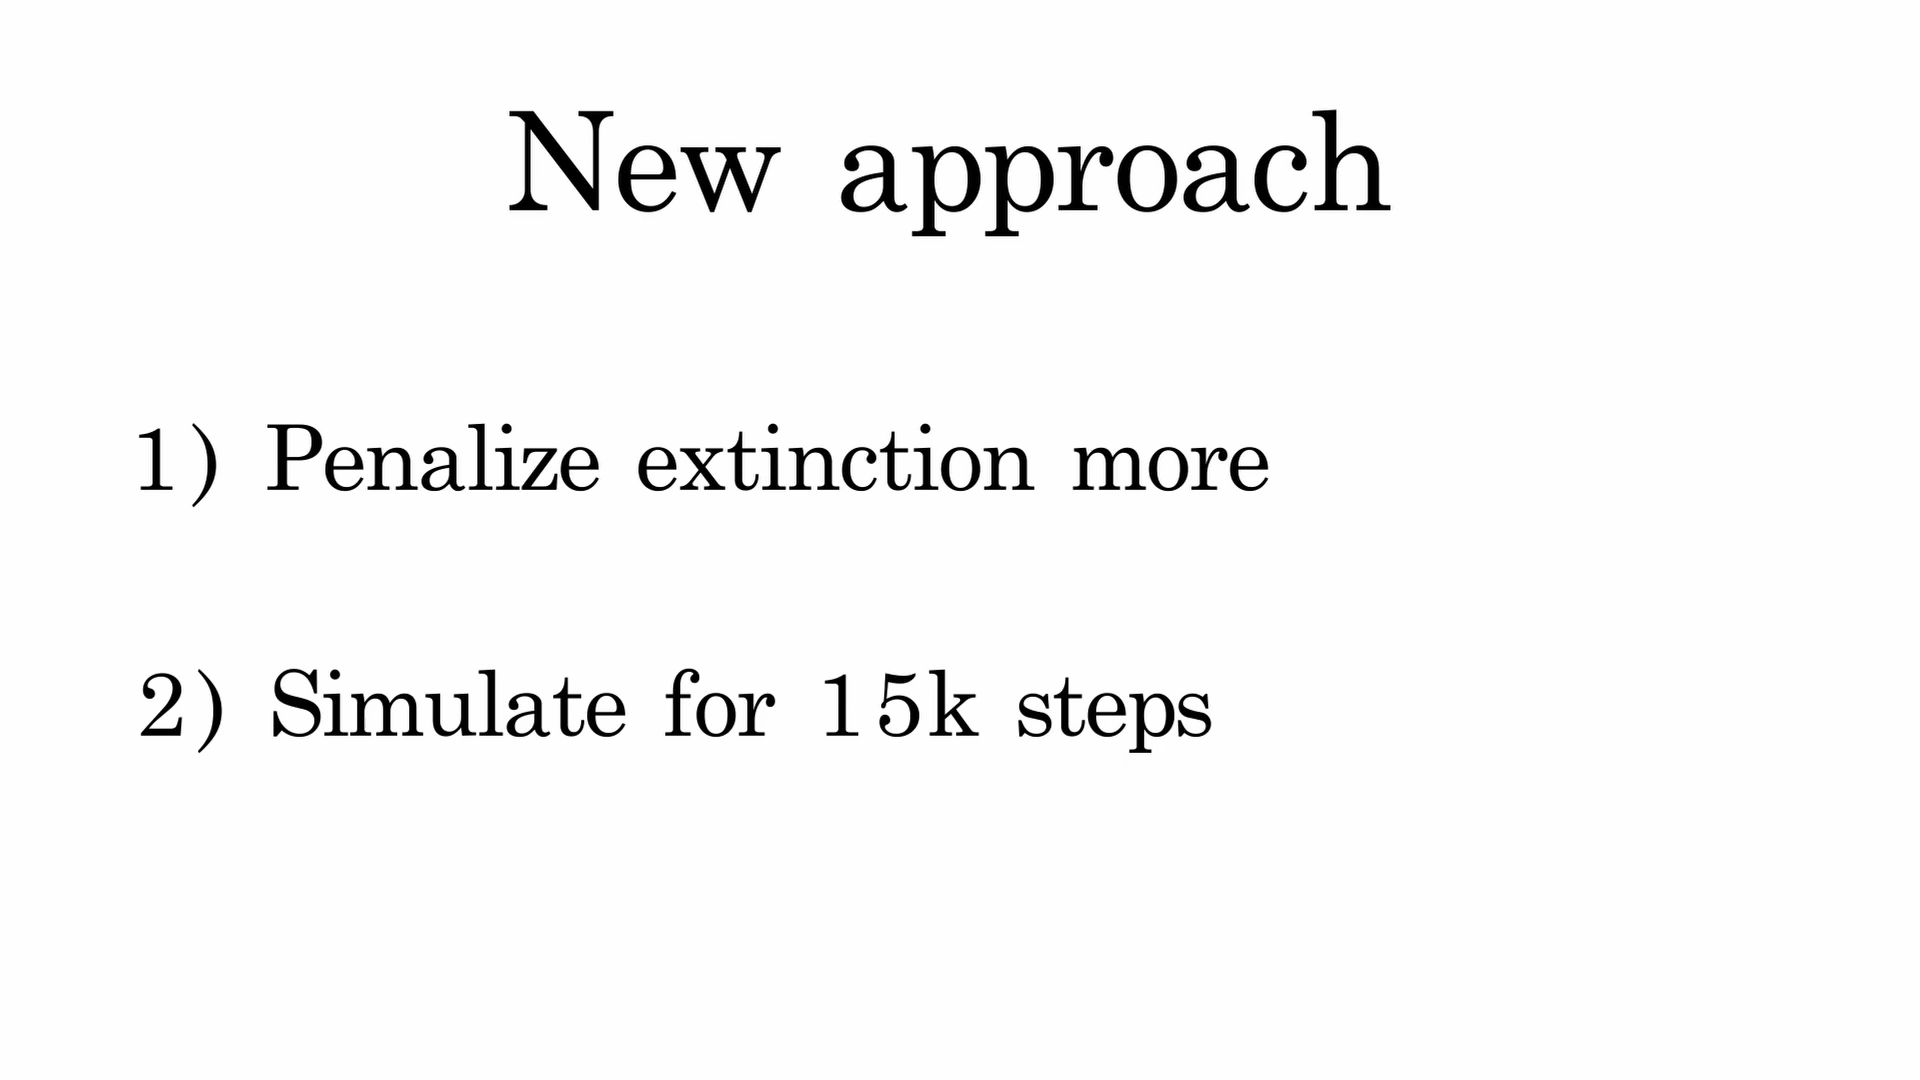 New approach
1) Penalize extinction more
2) Simulate for 15k steps